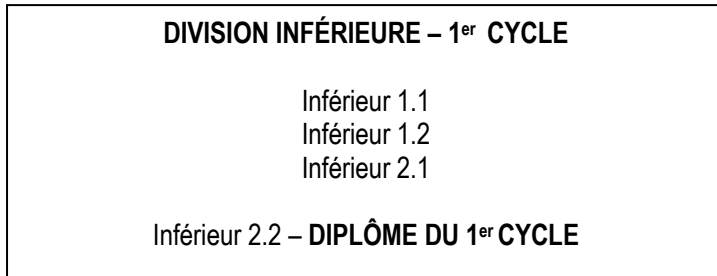 DIVISION INFÉRIEURE – 1er CYCLE
Inférieur 1.1
Inférieur 1.2
Inférieur 2.1
Inférieur 2.2 – DIPLÔME DU 1er CYCLE